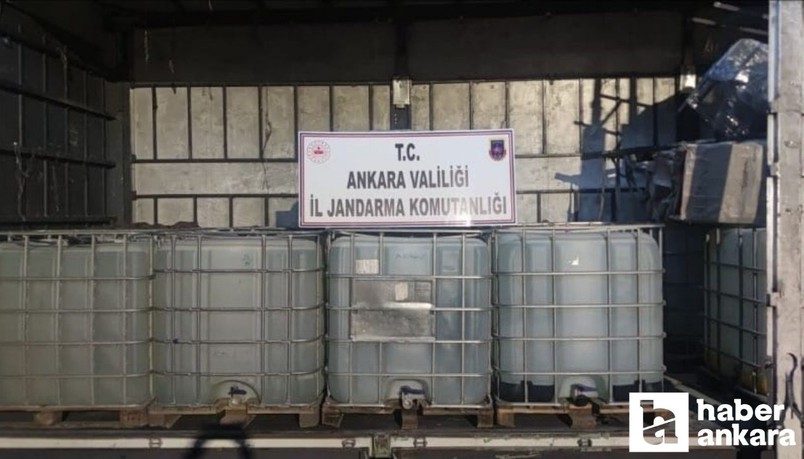 T.C.
ANKARA VALİLİĞİ
İL JANDARMA KOMUTANLIĞI
haber
ankara